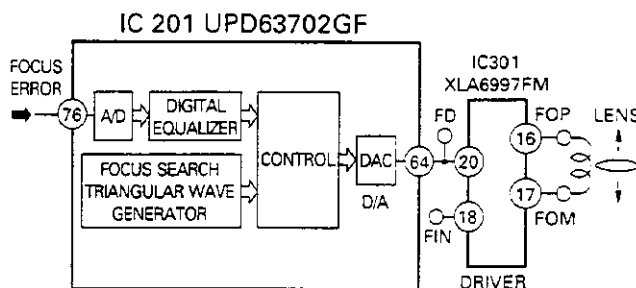 IC 201 UPD63702GF
FOCUS
ERROR
76
A/D
DIGITAL
EQUALIZER
FOCUS SEARCH
TRIANGULAR WAVE
GENERATOR
CONTROL
DAC
D/A
64
FD
FIN
IC301
XLA6997FM
20
18
16
17
FOP
FOM
LENS
DRIVER